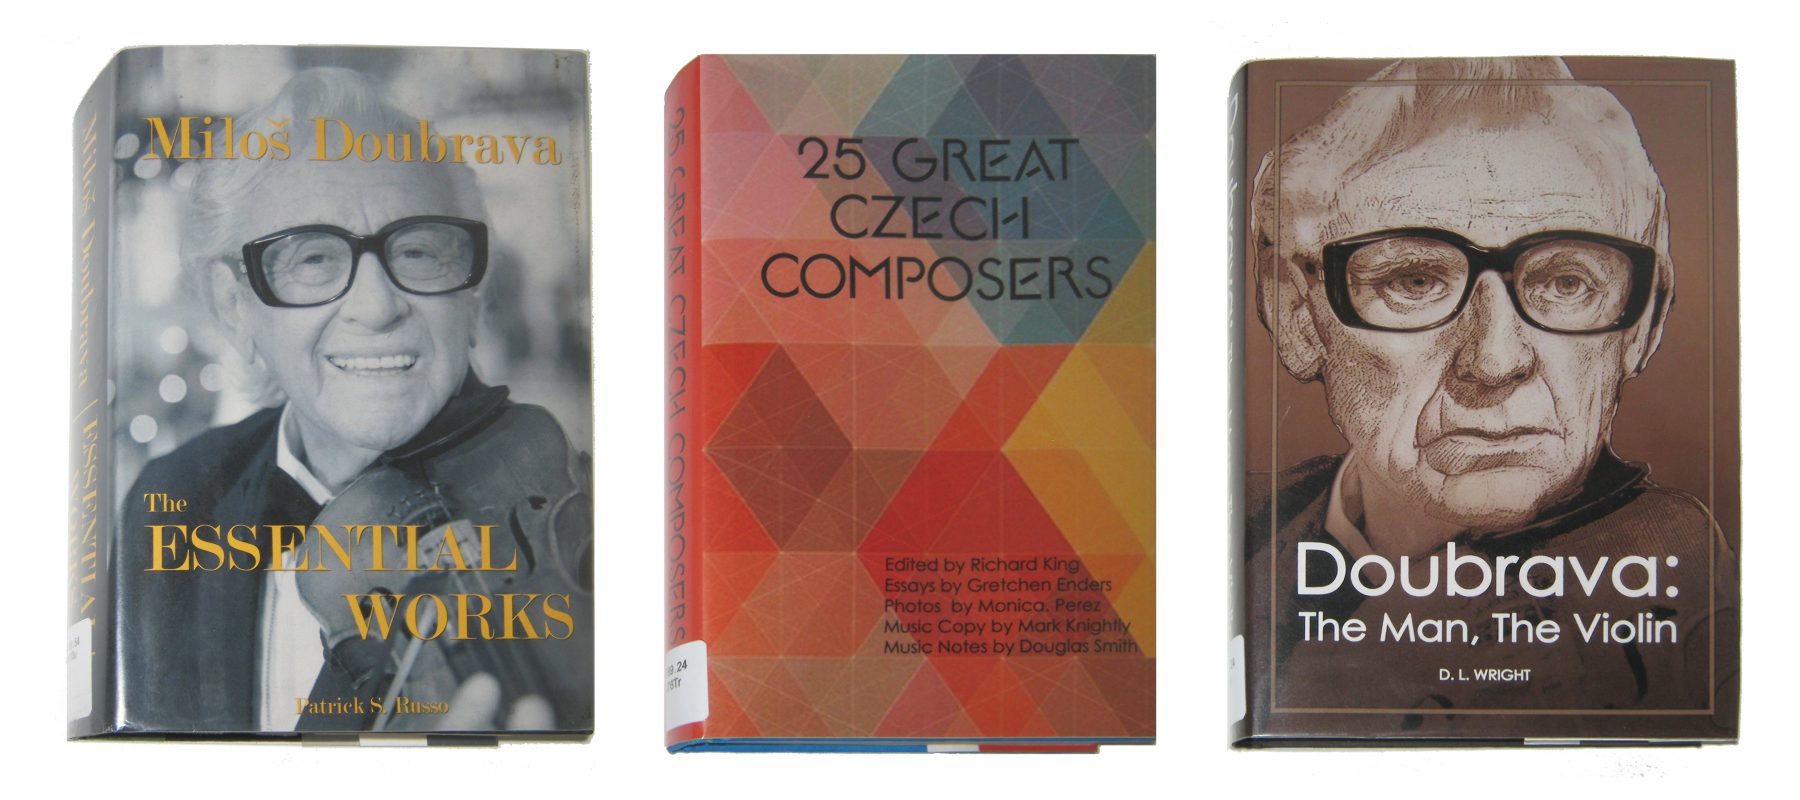 Miloš Doubrava
The
ESSENTIAL
WORKS
Patrick S. Russo
Miloš Doubrava | ESSENTIAL
WORKS
25 GREAT
CZECH
COMPOSERS
Edited by Richard King
Essays by Gretchen Enders
Photos by Monica. Perez
Music Copy by Mark Knightly
Music Notes by Douglas Smith
25 GREAT CZECH COMPOSERS
Doubrava:
The Man, The Violin
D. L. WRIGHT